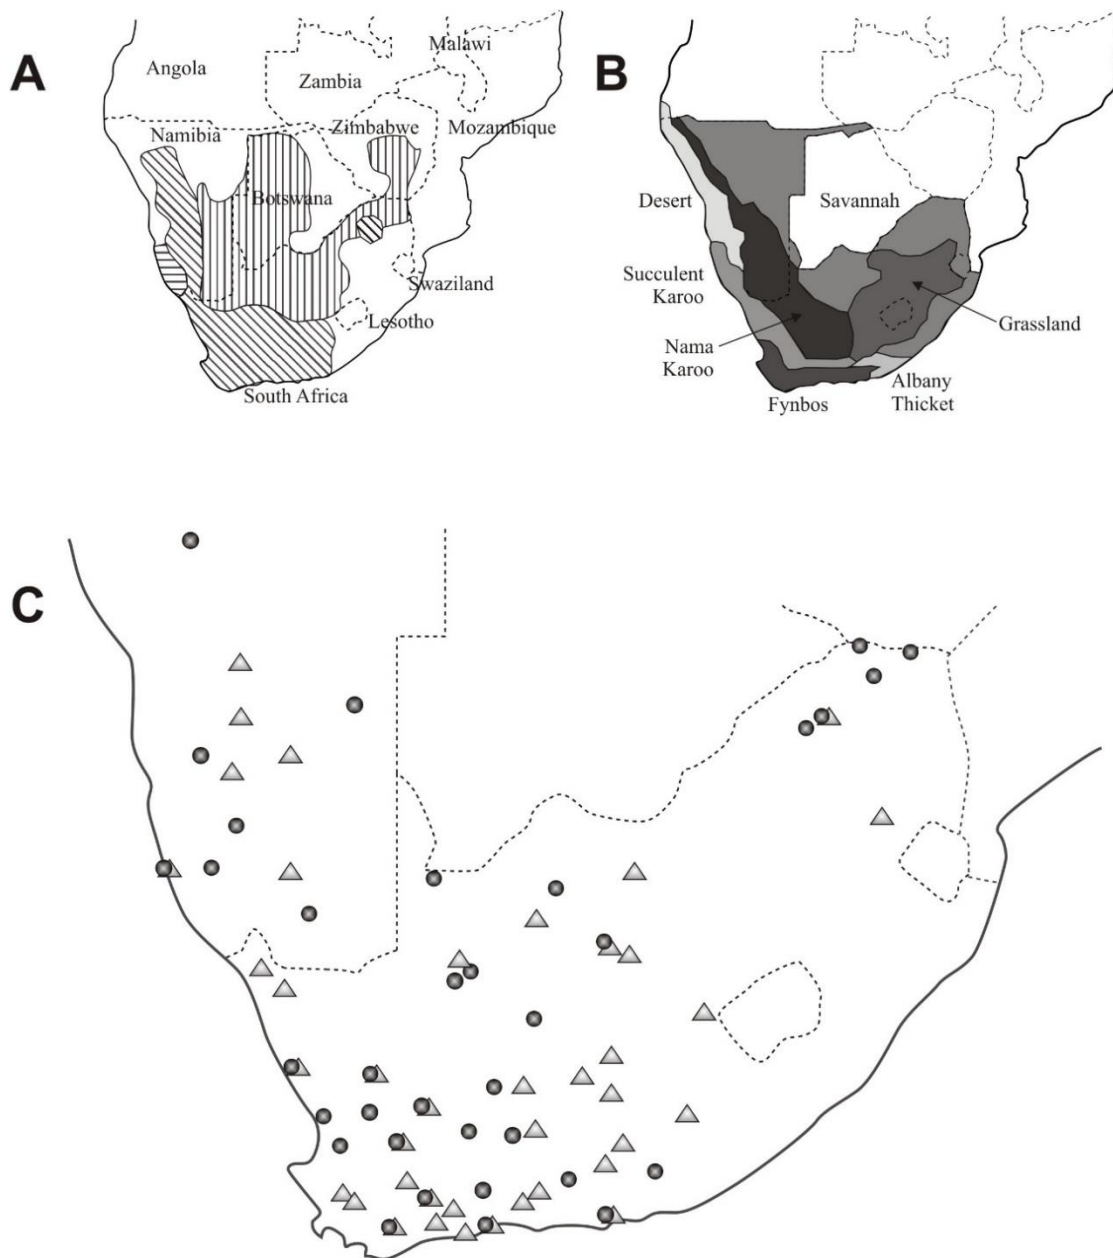 A
Angola
Zambia
Malawi
Namibia
Zimbabwe
Mozambique
Botswana
Swaziland
Lesotho
South Africa
B
Desert
Savannah
Succulent
Karoo
Nama
Karoo
Fynbos
Albany
Thicket
Grassland
C